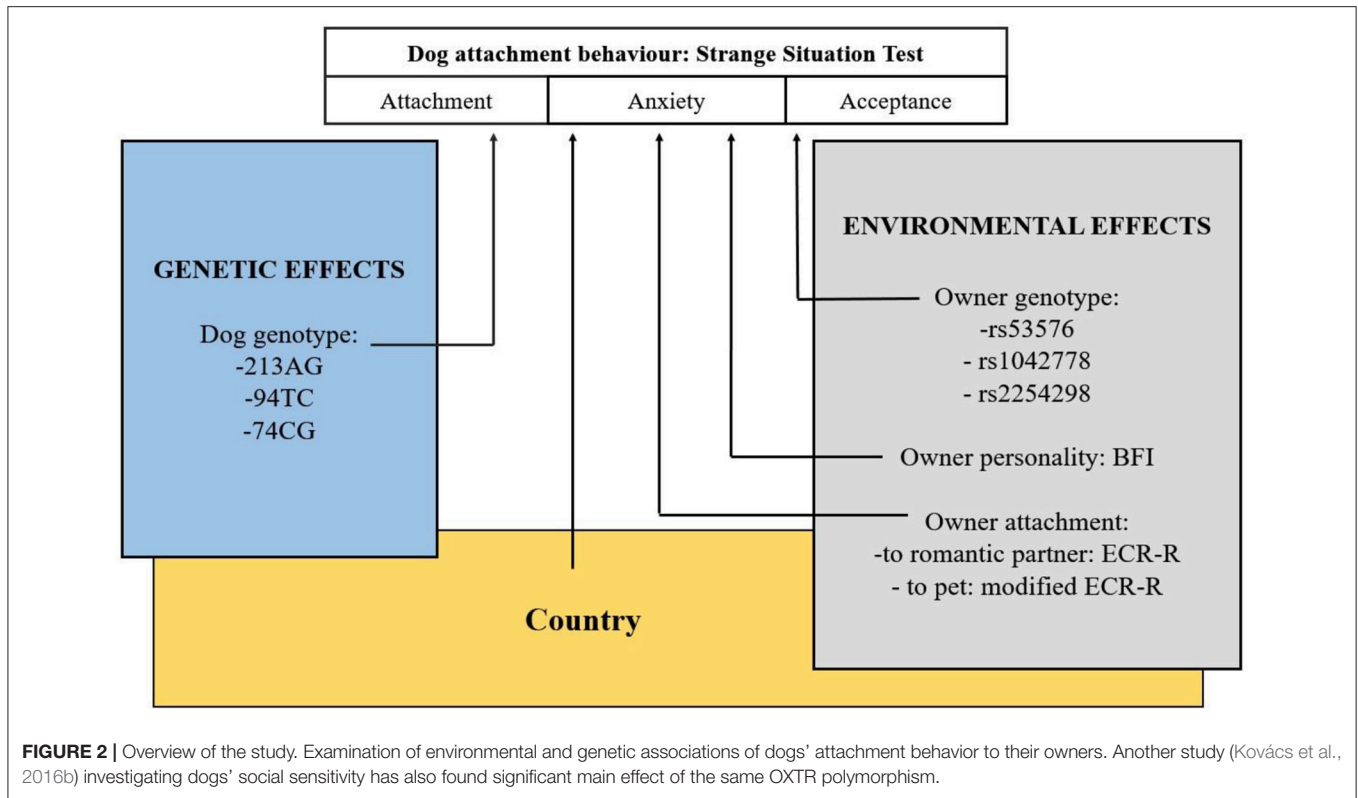 Dog attachment behaviour: Strange Situation Test
Attachment
Anxiety
Acceptance
GENETIC EFFECTS
Dog genotype:
-213AG
-94TC
-74CG
ENVIRONMENTAL EFFECTS
Owner genotype:
-rs53576
- rs1042778
- rs2254298
Owner personality: BFI
Owner attachment:
-to romantic partner: ECR-R
- to pet: modified ECR-R
Country
FIGURE 2 | Overview of the study. Examination of environmental and genetic associations of dogs' attachment behavior to their owners. Another study (Kovács et al.,
2016b) investigating dogs' social sensitivity has also found significant main effect of the same OXTR polymorphism.